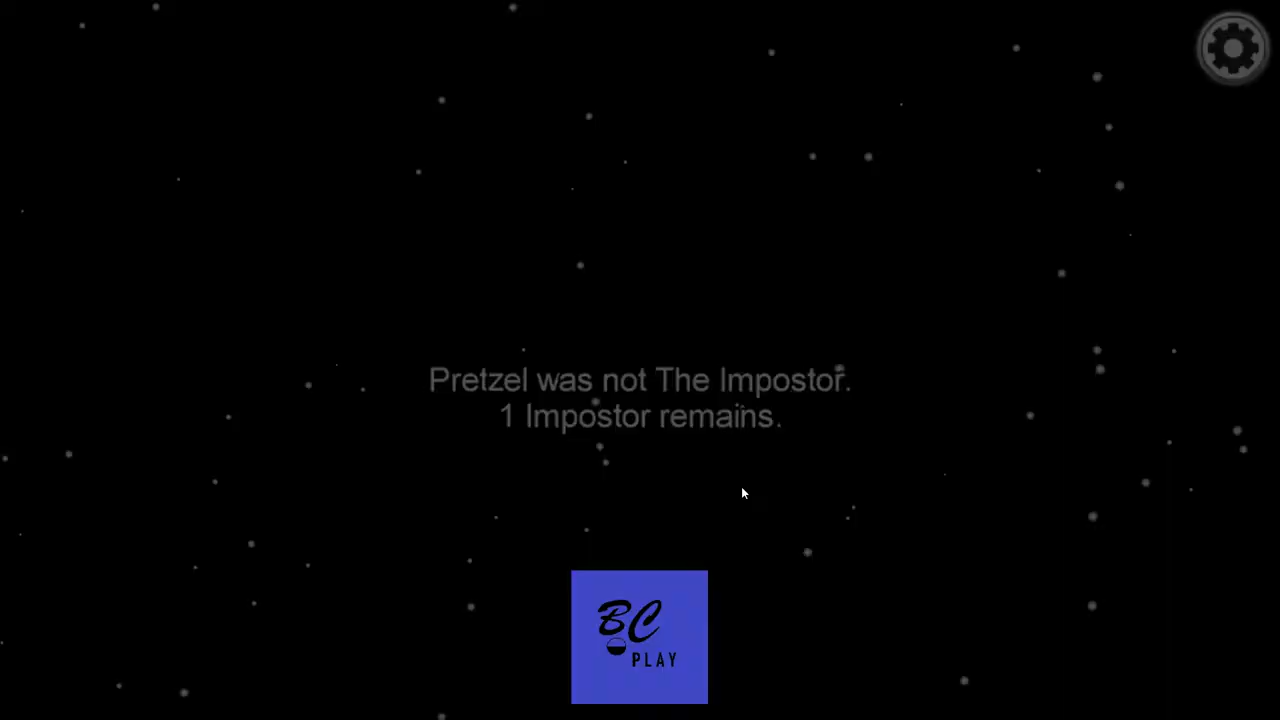 Pretzel was not The Impostor.
1 Impostor remains.
BC
PLAY